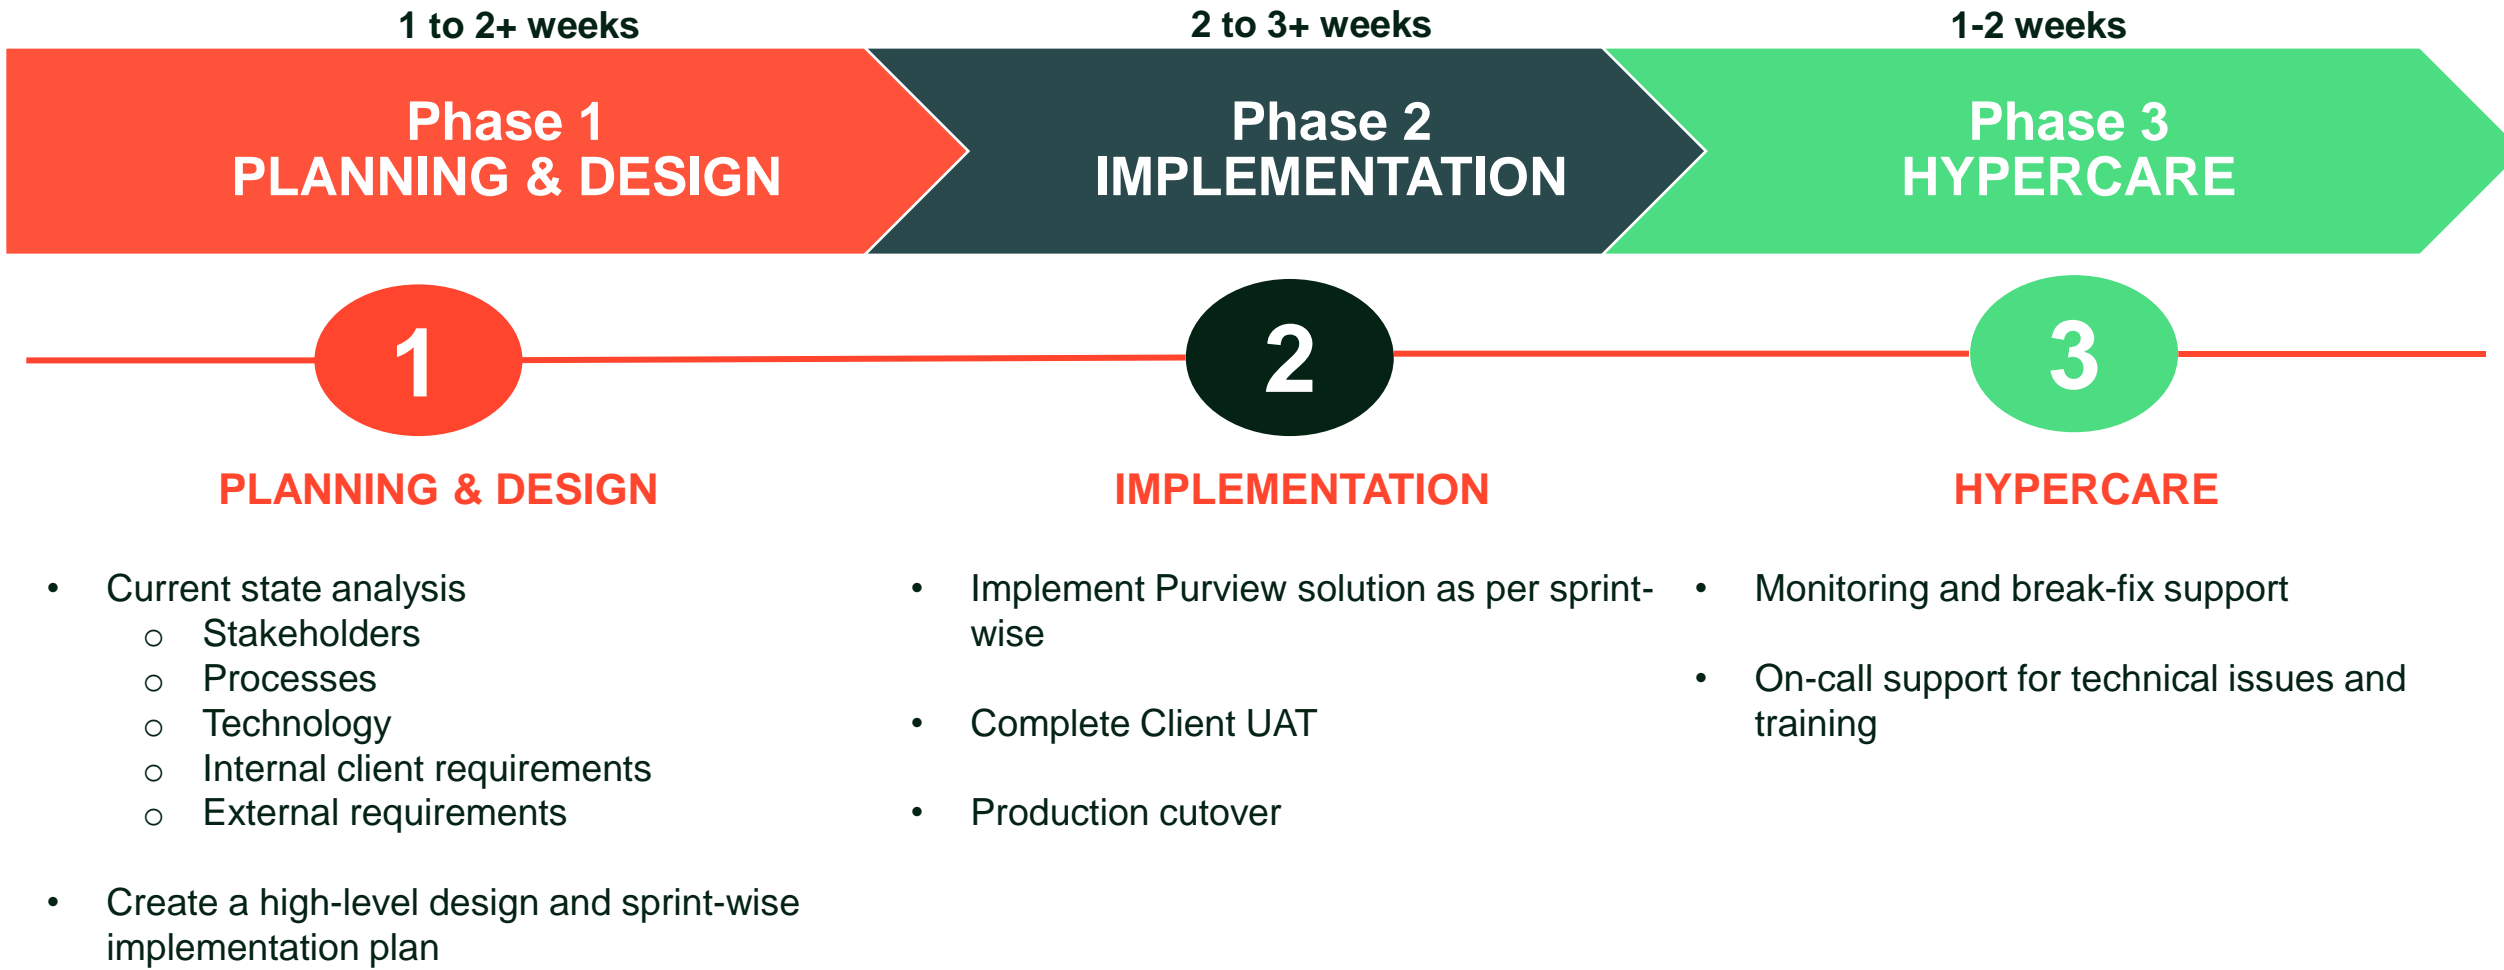 1 to 2+ weeks
2 to 3+ weeks
1-2 weeks
Phase 1
PLANNING & DESIGN
Phase 2
IMPLEMENTATION
Phase 3
HYPERCARE
1
2
3
PLANNING & DESIGN
• Current state analysis
o Stakeholders
o Processes
o Technology
o Internal client requirements
o External requirements
• Create a high-level design and sprint-wise
implementation plan
IMPLEMENTATION
• Implement Purview solution as per sprint-
wise
• Complete Client UAT
• Production cutover
HYPERCARE
• Monitoring and break-fix support
• On-call support for technical issues and
training